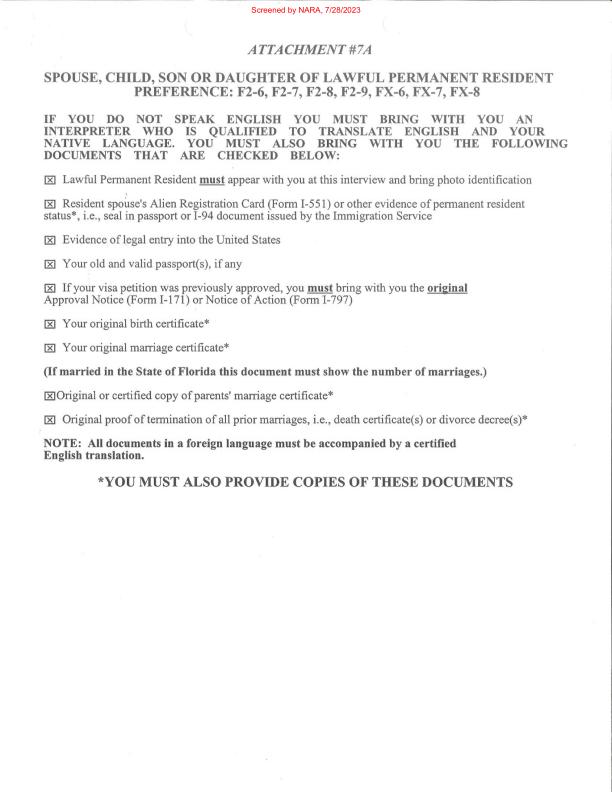 Screened by NARA, 7/28/2023
ATTACHMENT #7A
SPOUSE, CHILD, SON OR DAUGHTER OF LAWFUL PERMANENT RESIDENT
PREFERENCE: F2-6, F2-7, F2-8, F2-9, FX-6, FX-7, FX-8
IF YOU DO NOT SPEAK ENGLISH YOU MUST BRING WITH YOU AN
INTERPRETER WHO IS QUALIFIED TO TRANSLATE ENGLISH AND YOUR
NATIVE LANGUAGE. YOU MUST ALSO BRING WITH YOU THE FOLLOWING
DOCUMENTS THAT ARE CHECKED BELOW:
☒ Lawful Permanent Resident must appear with you at this interview and bring photo identification
☒ Resident spouse's Alien Registration Card (Form I-551) or other evidence of permanent resident
status*, i.e., seal in passport or I-94 document issued by the Immigration Service
☒ Evidence of legal entry into the United States
☒ Your old and valid passport(s), if any
☒ If your visa petition was previously approved, you must bring with you the original
Approval Notice (Form I-171) or Notice of Action (Form I-797)
☒ Your original birth certificate*
☒ Your original marriage certificate*
(If married in the State of Florida this document must show the number of marriages.)
☒Original or certified copy of parents' marriage certificate*
☒ Original proof of termination of all prior marriages, i.e., death certificate(s) or divorce decree(s)*
NOTE: All documents in a foreign language must be accompanied by a certified
English translation.
*YOU MUST ALSO PROVIDE COPIES OF THESE DOCUMENTS